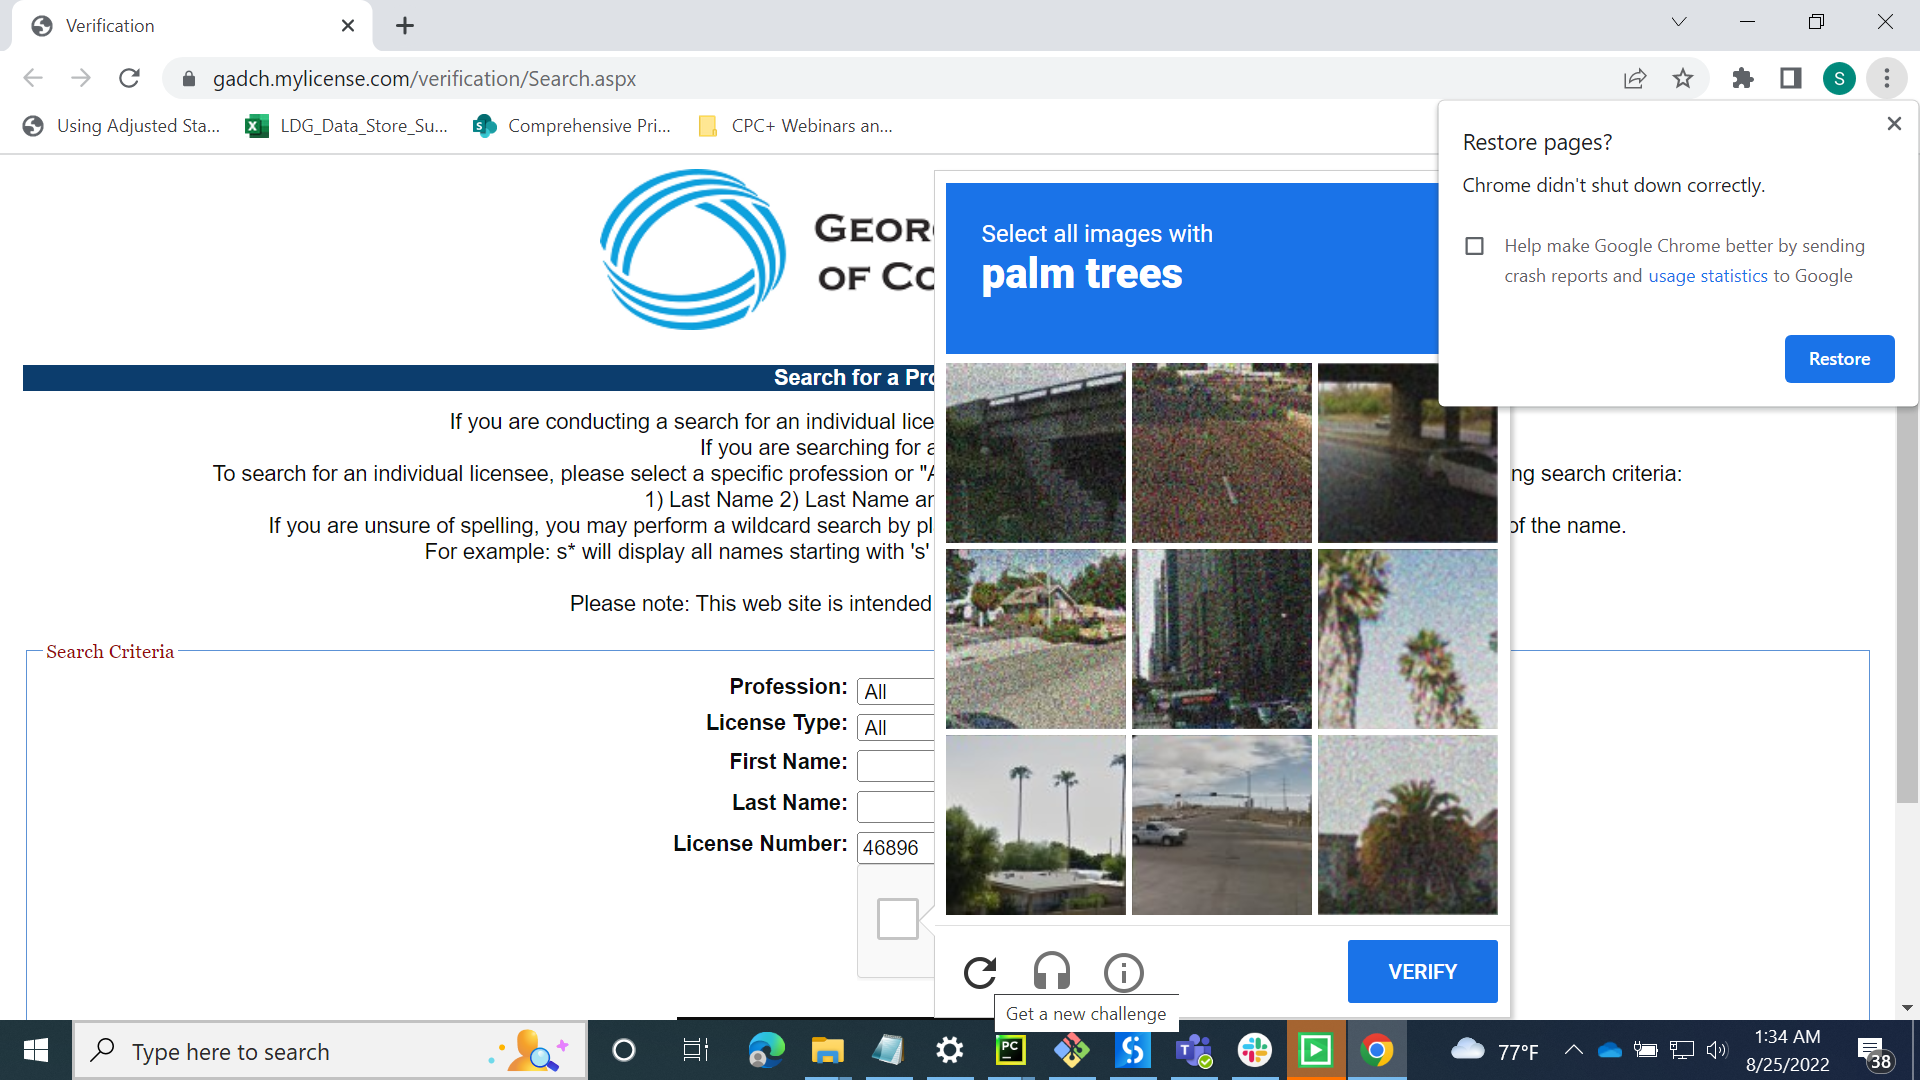 Verification
gadch.mylicense.com/verification/Search.aspx
S
Using Adjusted Sta...
LDG_Data_Store_Su...
Comprehensive Pri...
CPC+ Webinars an...
Restore pages?
Chrome didn't shut down correctly.
Help make Google Chrome better by sending
crash reports and usage statistics to Google
Restore
GEOR
OF CO
Select all images with
palm trees
Search for a Pro
If you are conducting a search for an individual lice
If you are searching for a
To search for an individual licensee, please select a specific profession or "A
ng search criteria:
1) Last Name 2) Last Name an
If you are unsure of spelling, you may perform a wildcard search by pl
of the name.
For example: s* will display all names starting with 's'
Please note: This web site is intended
Search Criteria
Profession:
All
License Type:
All
First Name:
Last Name:
License Number:
46896
VERIFY
Get a new challenge
Type here to search
PC
77°F
1:34 AM
8/25/2022
38